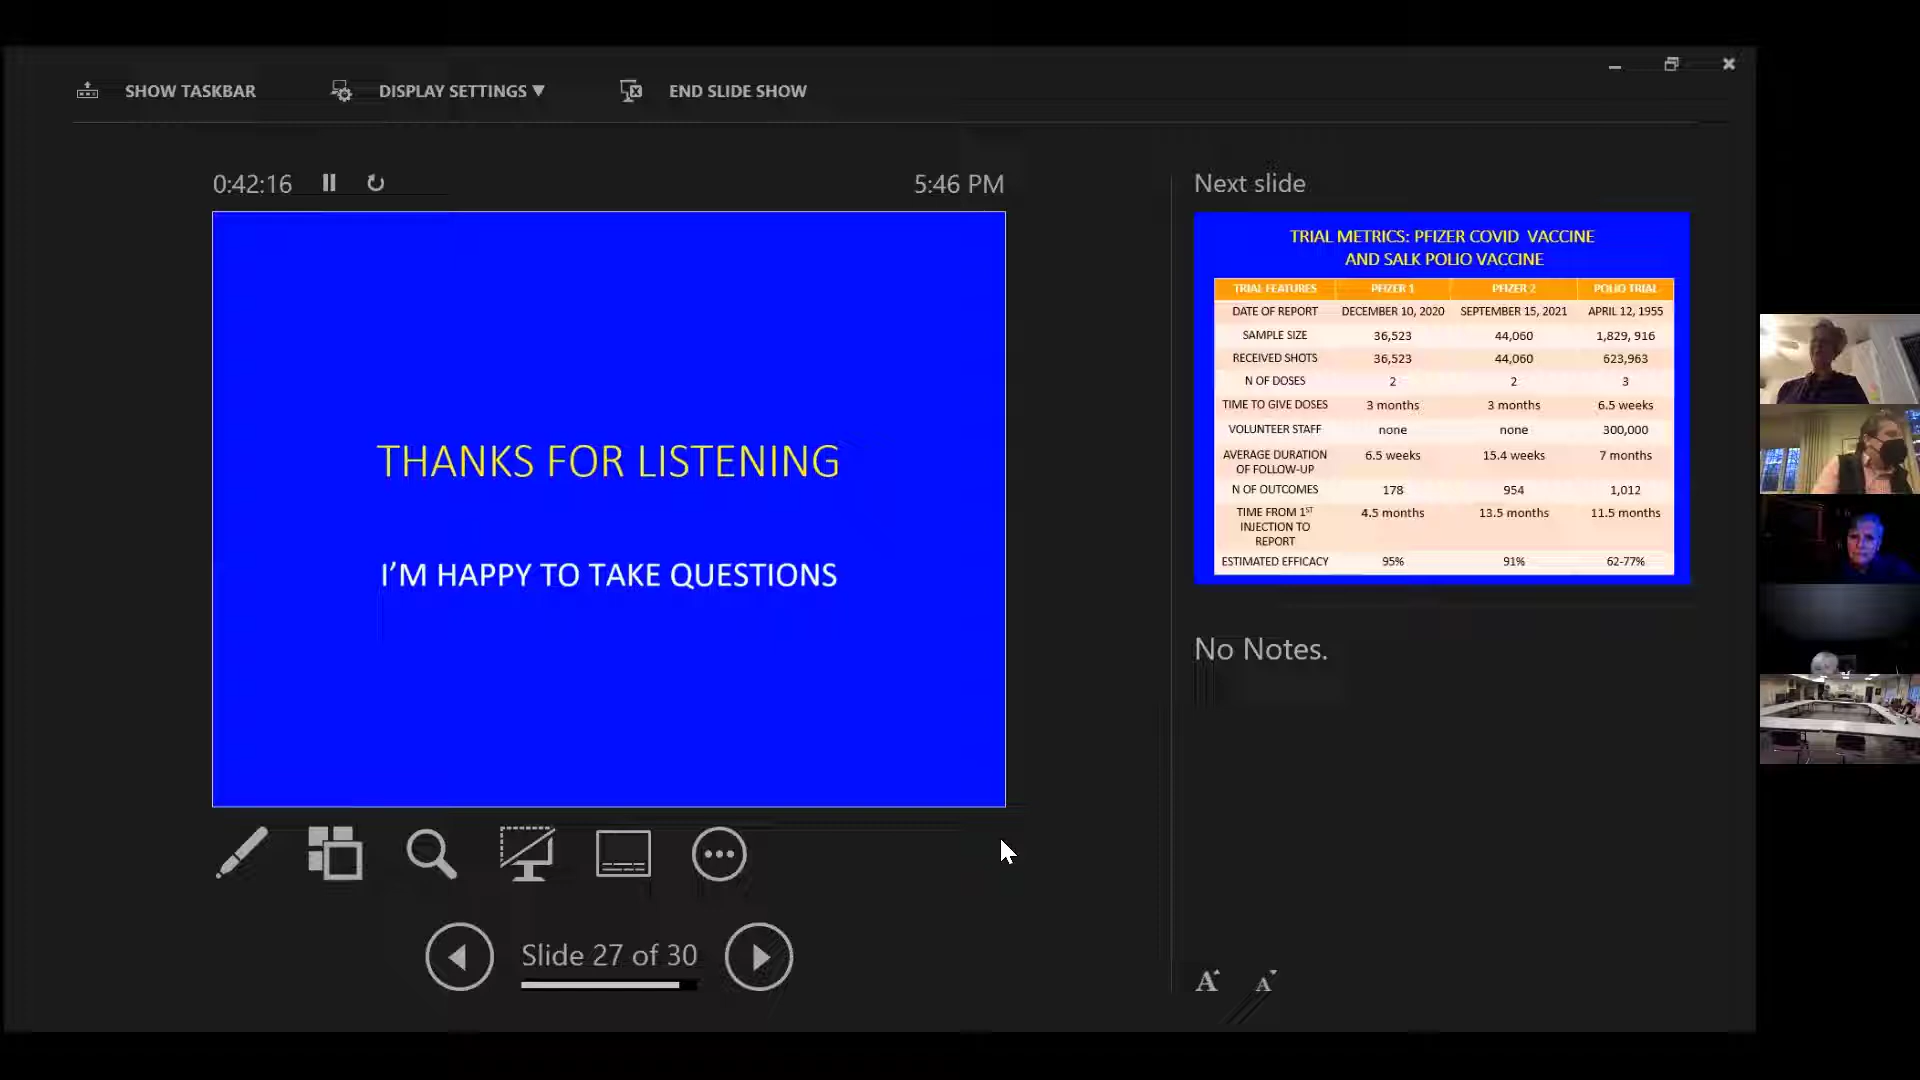 SHOW TASKBAR
DISPLAY SETTINGS ▼
END SLIDE SHOW
0:42:16
5:46 PM
THANKS FOR LISTENING
I'M HAPPY TO TAKE QUESTIONS
Slide 27 of 30
Next slide
TRIAL METRICS: PFIZER COVID VACCINE
AND SALK POLIO VACCINE
TRIAL FEATURES PFIZER 1 PFIZER 2 POLIO TRIAL
DATE OF REPORT DECEMBER 10, 2020 SEPTEMBER 15, 2021 APRIL 12, 1955
SAMPLE SIZE 36,523 44,060 1,829, 916
RECEIVED SHOTS 36,523 44,060 623,963
N OF DOSES 2 2 3
TIME TO GIVE DOSES 3 months 3 months 6.5 weeks
VOLUNTEER STAFF none none 300,000
AVERAGE DURATION
OF FOLLOW-UP 6.5 weeks 15.4 weeks 7 months
N OF OUTCOMES 178 954 1,012
TIME FROM 1ST 4.5 months 13.5 months 11.5 months
INJECTION TO
REPORT
ESTIMATED EFFICACY 95% 91% 62-77%
No Notes.
A A